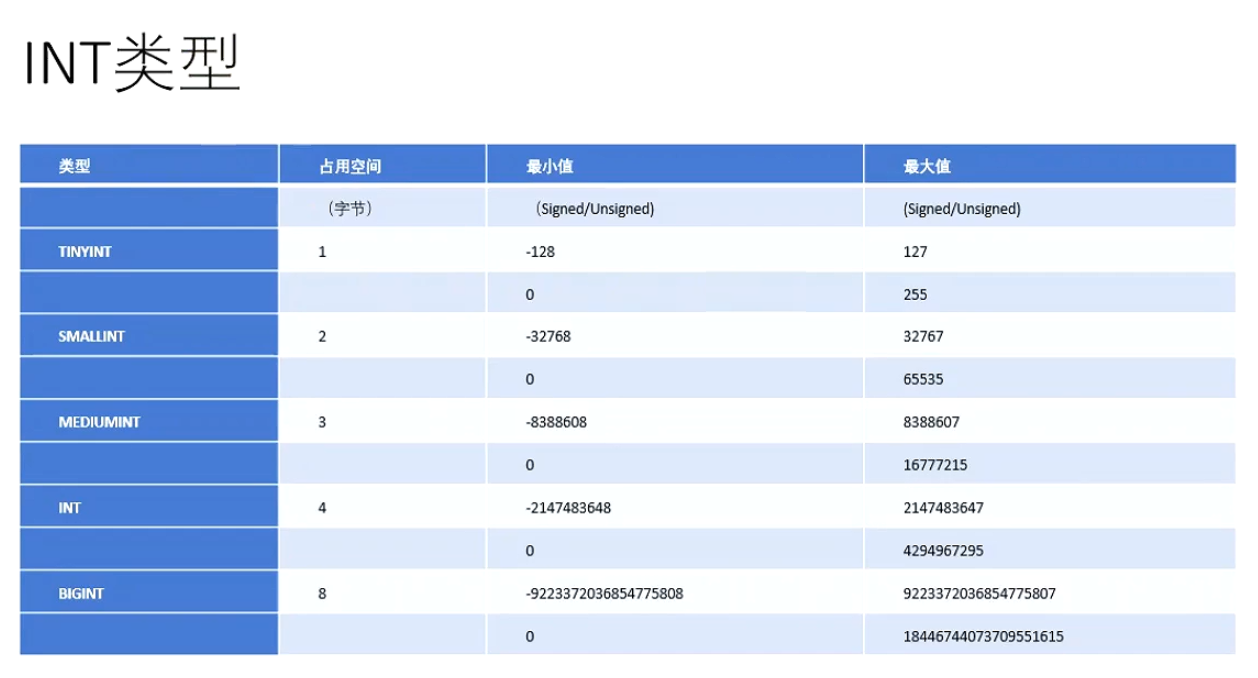 INT类型
类型 占用空间 最小值 最大值
（字节） （Signed/Unsigned) (Signed/Unsigned)
TINYINT 1 -128 127
0 255
SMALLINT 2 -32768 32767
0 65535
MEDIUMINT 3 -8388608 8388607
0 16777215
INT 4 -2147483648 2147483647
0 4294967295
BIGINT 8 -9223372036854775808 9223372036854775807
0 18446744073709551615